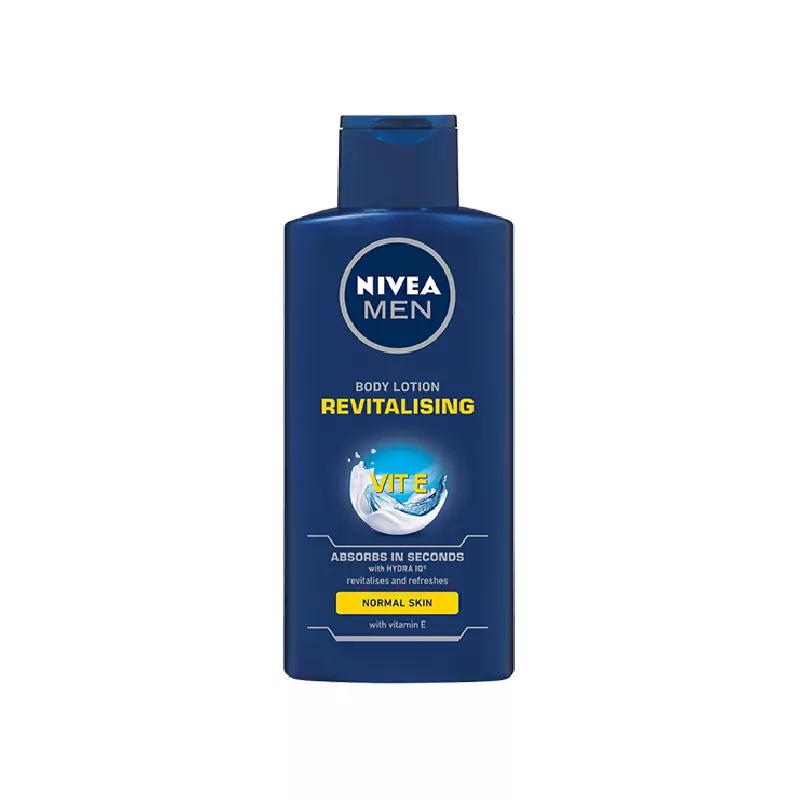 NIVEA
MEN
BODY LOTION
REVITALISING
VIT E
ABSORBS IN SECONDS
with HYDRA IQ®
revitalises and refreshes
NORMAL SKIN
with vitamin E